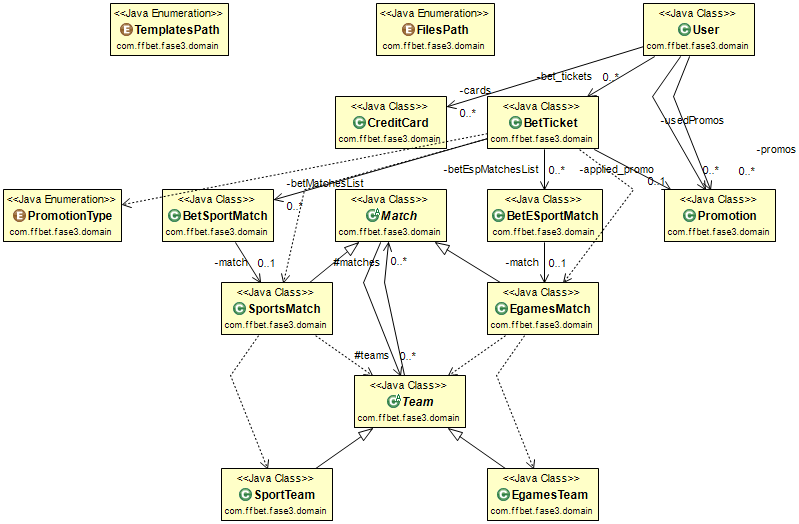 <<Java Enumeration>>
TemplatesPath
com.ffbet.fase3.domain
<<Java Enumeration>>
FilesPath
com.ffbet.fase3.domain
<<Java Class>>
User
com.ffbet.fase3.domain
-cards
0..*
-bet_tickets
0..*
-usedPromos
0..*
-promos
0..*
<<Java Class>>
CreditCard
com.ffbet.fase3.domain
<<Java Class>>
BetTicket
com.ffbet.fase3.domain
-betMatchesList
0..*
-betEspMatchesList
0..*
-applied_promo
0..1
<<Java Enumeration>>
PromotionType
com.ffbet.fase3.domain
<<Java Class>>
BetSportMatch
com.ffbet.fase3.domain
<<Java Class>>
Match
com.ffbet.fase3.domain
<<Java Class>>
BetESportMatch
com.ffbet.fase3.domain
<<Java Class>>
Promotion
com.ffbet.fase3.domain
-match
0..1
#matches
0..*
-match
0..1
<<Java Class>>
SportsMatch
com.ffbet.fase3.domain
<<Java Class>>
EgamesMatch
com.ffbet.fase3.domain
#teams
0..*
<<Java Class>>
Team
com.ffbet.fase3.domain
<<Java Class>>
SportTeam
com.ffbet.fase3.domain
<<Java Class>>
EgamesTeam
com.ffbet.fase3.domain